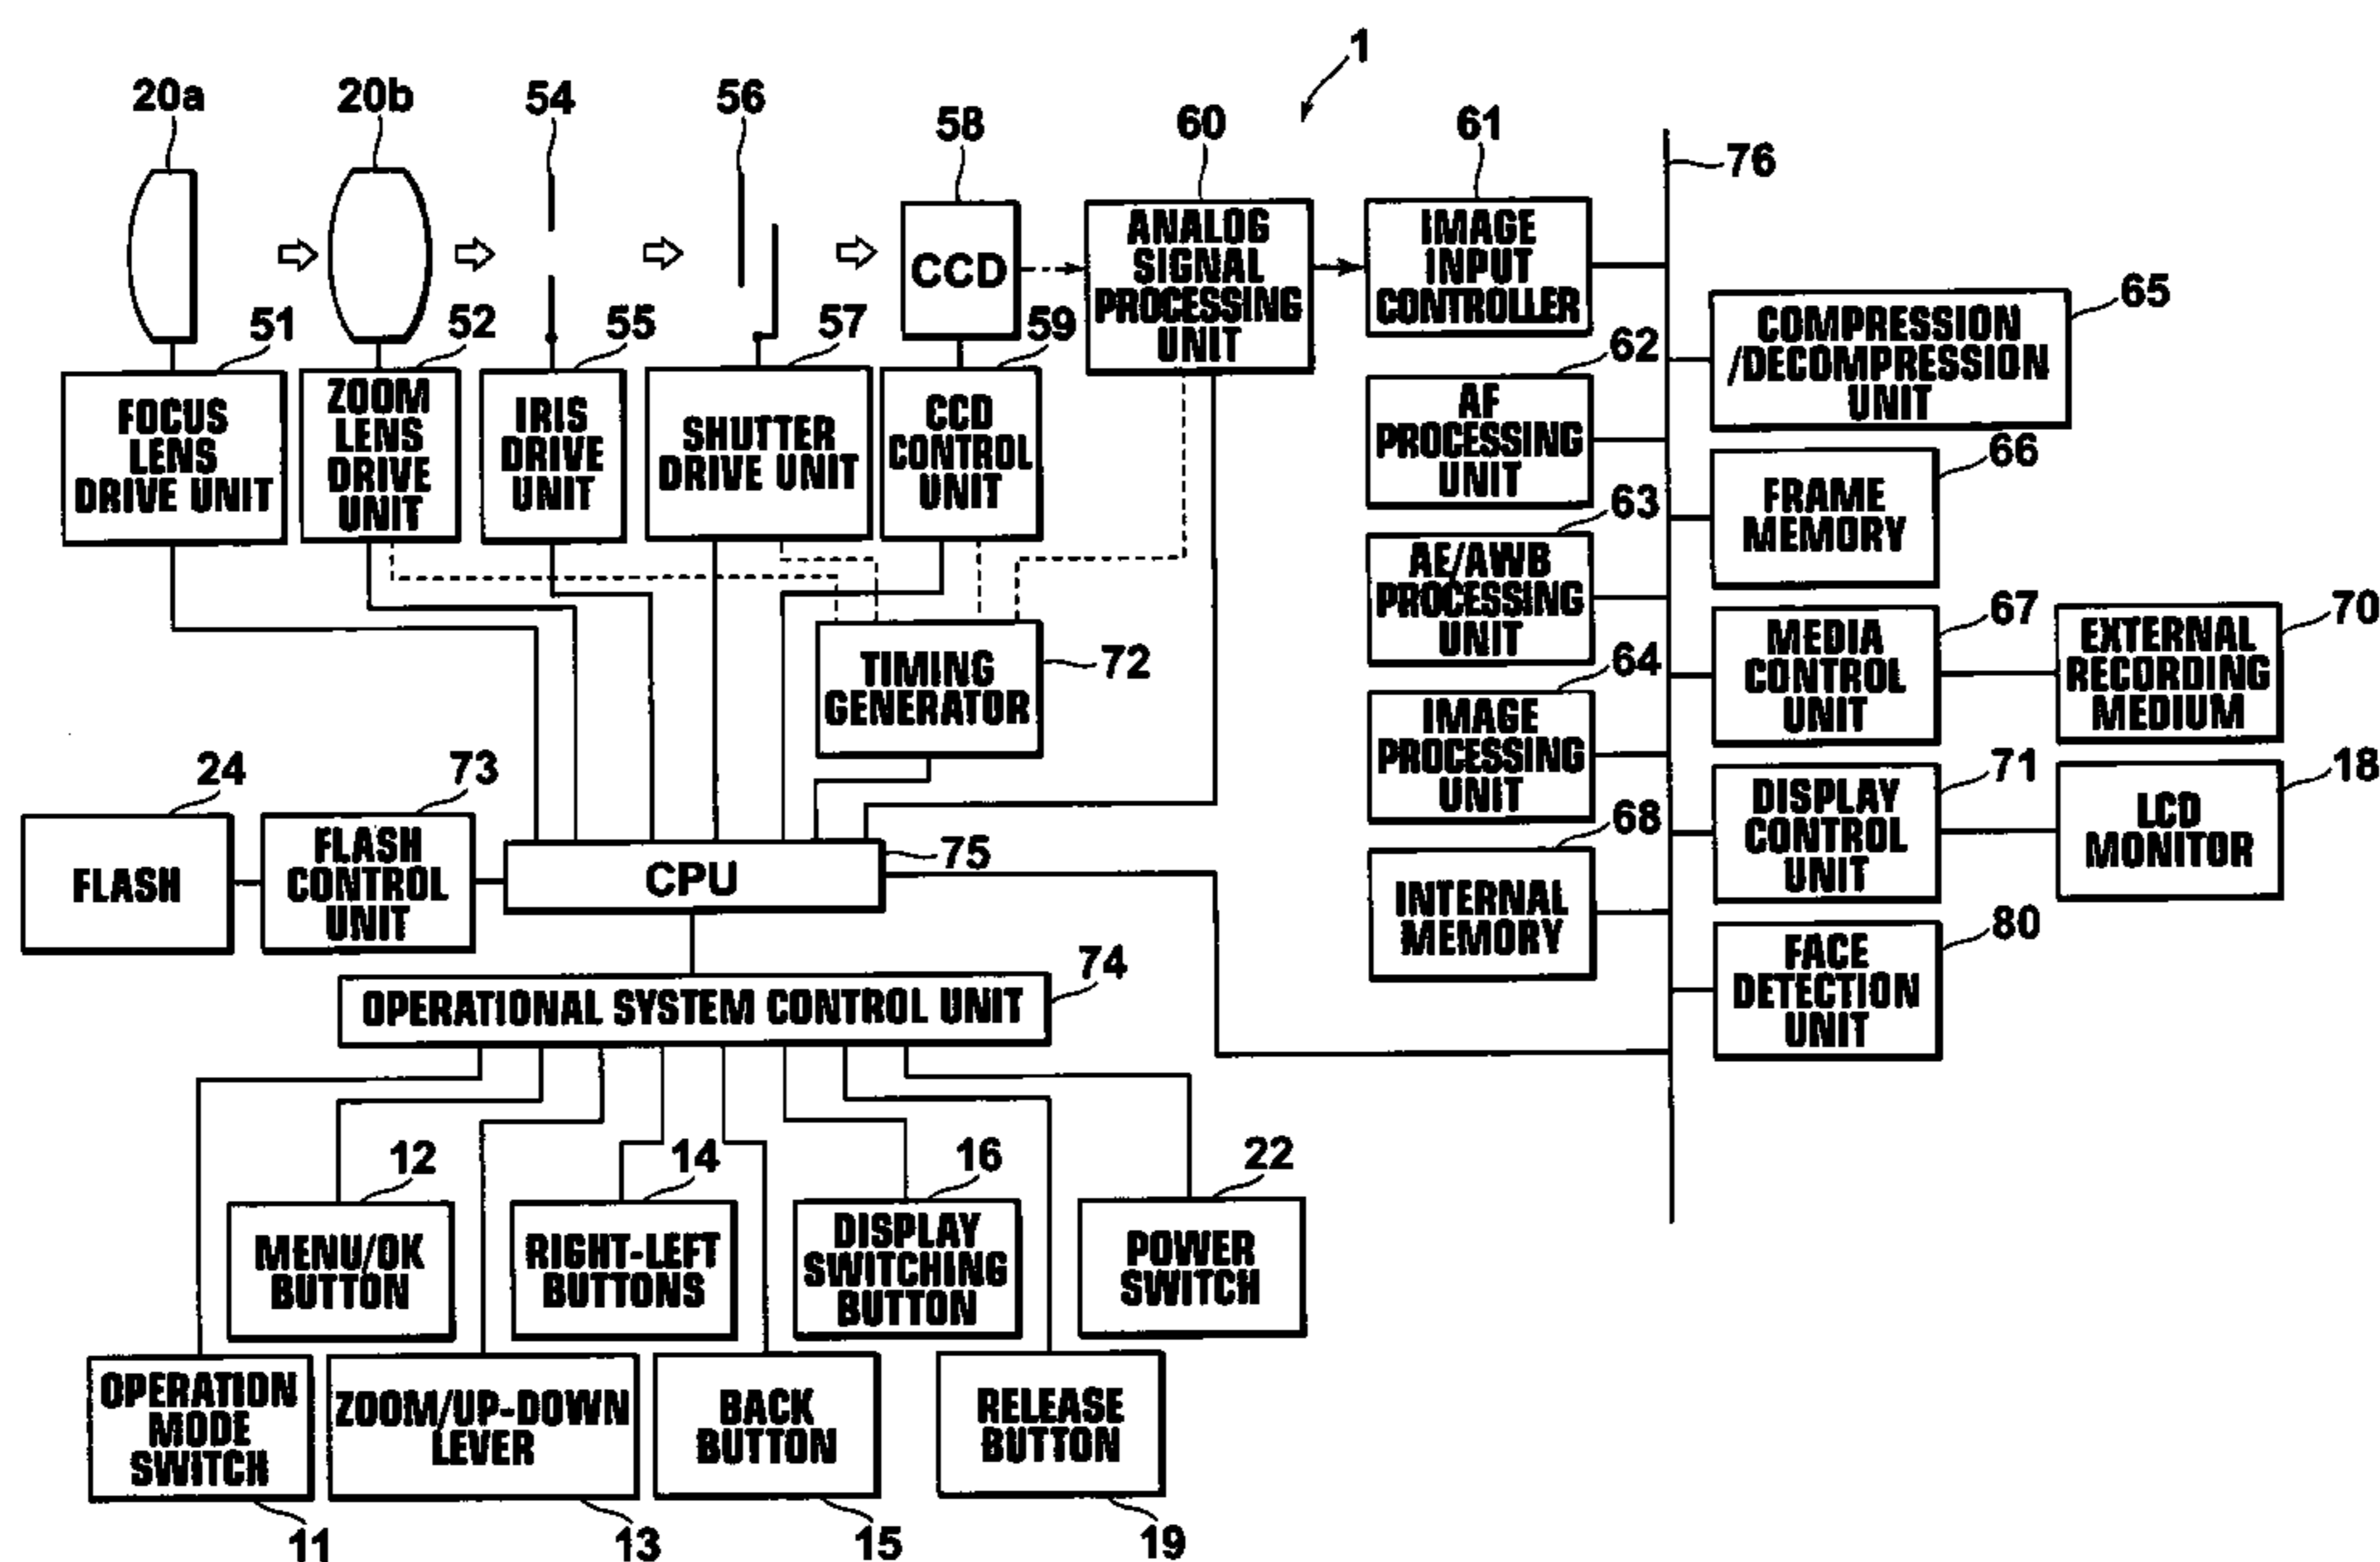 1
20a
20b
54
56
58
60
61
76
CCD
ANALOG
SIGNAL
PROCESSING
UNIT
IMAGE
INPUT
CONTROLLER
51
52
55
57
59
62
65
FOCUS
LENS
DRIVE UNIT
ZOOM
LENS
DRIVE
UNIT
IRIS
DRIVE
UNIT
SHUTTER
DRIVE UNIT
CCD
CONTROL
UNIT
AF
PROCESSING
UNIT
COMPRESSION
/DECOMPRESSION
UNIT
63
66
AE/AWB
PROCESSING
UNIT
FRAME
MEMORY
72
TIMING
GENERATOR
64
67
70
IMAGE
PROCESSING
UNIT
MEDIA
CONTROL
UNIT
EXTERNAL
RECORDING
MEDIUM
24
73
75
68
71
18
FLASH
FLASH
CONTROL
UNIT
CPU
INTERNAL
MEMORY
DISPLAY
CONTROL
UNIT
LCD
MONITOR
74
80
OPERATIONAL SYSTEM CONTROL UNIT
FACE
DETECTION
UNIT
12
14
16
22
MENU/OK
BUTTON
RIGHT-LEFT
BUTTONS
DISPLAY
SWITCHING
BUTTON
POWER
SWITCH
OPERATION
MODE
SWITCH
ZOOM/UP-DOWN
LEVER
BACK
BUTTON
RELEASE
BUTTON
11
13
15
19